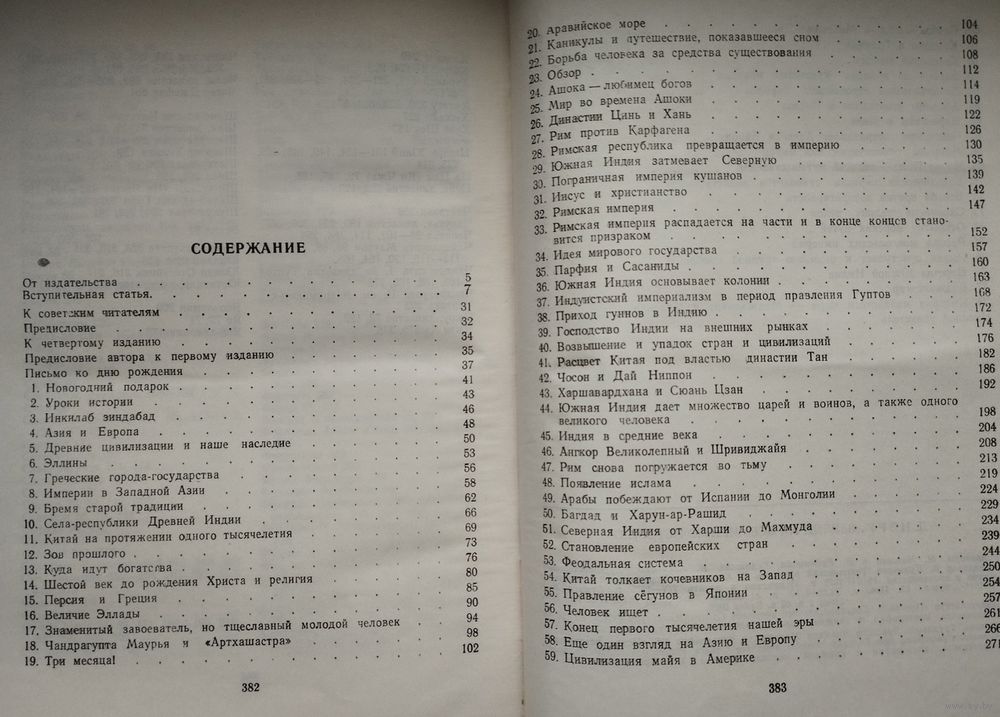 СОДЕРЖАНИЕ
От издательства . . . 5
Вступительная статья. . . . 7
К советским читателям . . . 31
Предисловие . . . 32
К четвертому изданию . . . 34
Предисловие автора к первому изданию . . . 35
Письмо ко дню рождения . . . 37
1. Новогодний подарок . . . 41
2. Уроки истории . . . 43
3. Инкилаб зиндабад . . . 46
4. Азия и Европа . . . 48
5. Древние цивилизации и наше наследие . . . 50
6. Эллины . . . 53
7. Греческие города-государства . . . 56
8. Империи в Западной Азии . . . 58
9. Бремя старой традиции . . . 62
10. Села-республики Древней Индии . . . 66
11. Китай на протяжении одного тысячелетия . . . 69
12. Зов прошлого . . . 73
13. Куда идут богатства . . . 76
14. Шестой век до рождения Христа и религия . . . 80
15. Персия и Греция . . . 85
16. Величие Эллады . . . 90
17. Знаменитый завоеватель, но тщеславный молодой человек . . . 94
18. Чандрагупта Маурья и «Артхашастра» . . . 98
19. Три месяца! . . . 102
382
20. Аравийское море . . . 104
21. Каникулы и путешествие, показавшееся сном . . . 106
22. Борьба человека за средства существования . . . 108
23. Обзор . . . 112
24. Ашока — любимец богов . . . 114
25. Мир во времена Ашоки . . . 119
26. Династии Цинь и Хань . . . 122
27. Рим против Карфагена . . . 126
28. Римская республика превращается в империю . . . 130
29. Южная Индия затмевает Северную . . . 135
30. Пограничная империя кушанов . . . 139
31. Иисус и христианство . . . 142
32. Римская империя . . . 147
33. Римская империя распадается на части и в конце концов стано-
вится призраком . . . 152
34. Идея мирового государства . . . 157
35. Парфия и Сасаниды . . . 160
36. Южная Индия основывает колонии . . . 163
37. Индуистский империализм в период правления Гуптов . . . 168
38. Приход гуннов в Индию . . . 172
39. Господство Индии на внешних рынках . . . 174
40. Возвышение и упадок стран и цивилизаций . . . 176
41. Расцвет Китая под властью династии Тан . . . 182
42. Чосон и Дай Ниппон . . . 186
43. Харшавардхана и Сюань Цзан . . . 192
44. Южная Индия дает множество царей и воинов, а также одного
великого человека . . . 198
45. Индия в средние века . . . 204
46. Ангкор Великолепный и Шривиджайя . . . 208
47. Рим снова погружается во тьму . . . 213
48. Появление ислама . . . 219
49. Арабы побеждают от Испании до Монголии . . . 224
50. Багдад и Харун-ар-Рашид . . . 229
51. Северная Индия от Харши до Махмуда . . . 234
52. Становление европейских стран . . . 239
53. Феодальная система . . . 244
54. Китай толкает кочевников на Запад . . . 250
55. Правление сёгунов в Японии . . . 254
56. Человек ищет . . . 257
57. Конец первого тысячелетия нашей эры . . . 261
58. Еще один взгляд на Азию и Европу . . . 266
59. Цивилизация майя в Америке . . . 271
383